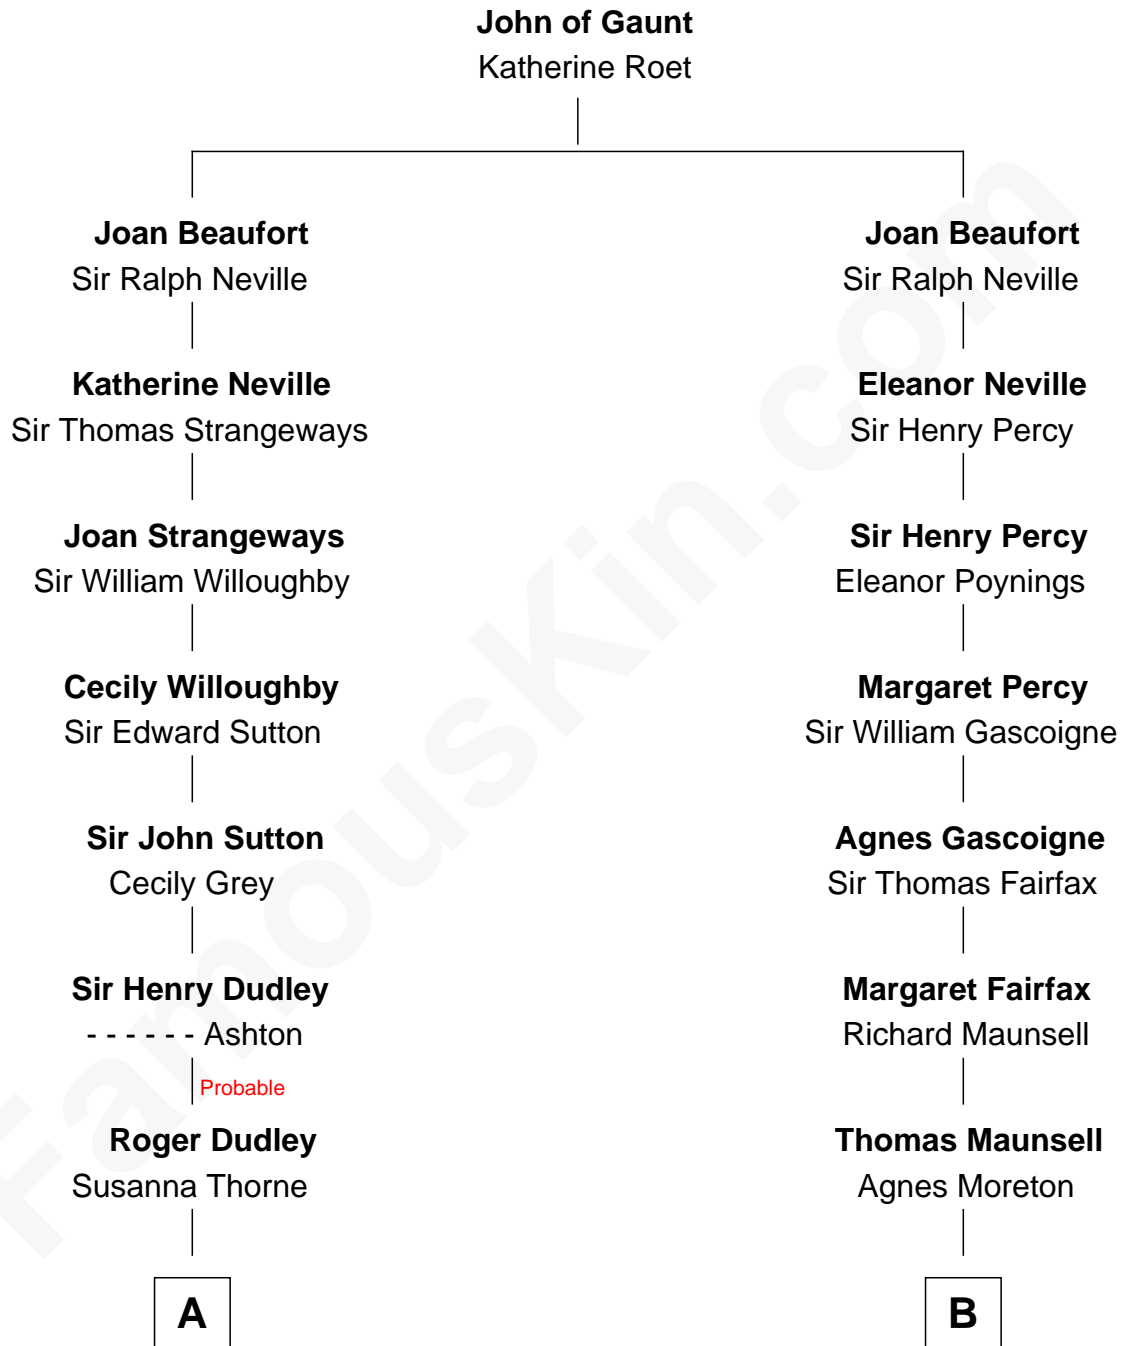 John of Gaunt
Katherine Roet
Joan Beaufort
Sir Ralph Neville
Katherine Neville
Sir Thomas Strangeways
Joan Strangeways
Sir William Willoughby
Cecily Willoughby
Sir Edward Sutton
Sir John Sutton
Cecily Grey
Sir Henry Dudley
- - - - - - Ashton
Probable
Roger Dudley
Susanna Thorne
A
Joan Beaufort
Sir Ralph Neville
Eleanor Neville
Sir Henry Percy
Sir Henry Percy
Eleanor Poynings
Margaret Percy
Sir William Gascoigne
Agnes Gascoigne
Sir Thomas Fairfax
Margaret Fairfax
Richard Maunsell
Thomas Maunsell
Agnes Moreton
B
FamousKin.com